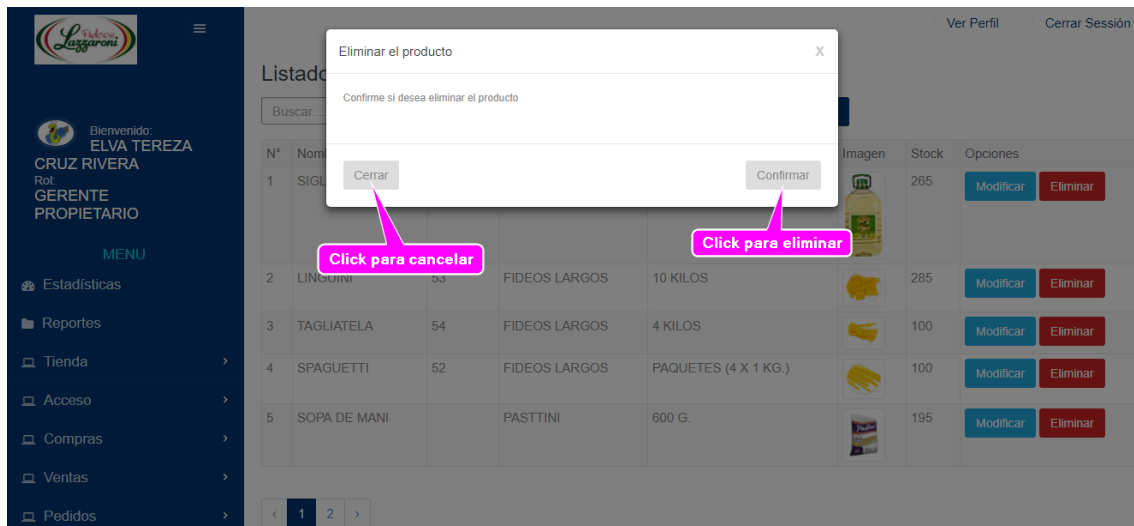 Fideos
Lazzaroni
Ver Perfil
Cerrar Sessión
Eliminar el producto
X
Confirme si desea eliminar el producto
Cerrar
Confirmar
Click para cancelar
Click para eliminar
Bienvenido:
ELVA TEREZA
CRUZ RIVERA
Rol:
GERENTE
PROPIETARIO
MENU
Estadísticas
Reportes
Tienda
Acceso
Compras
Ventas
Pedidos
Listado
Buscar...
N° Imagen Stock Opciones
1 265 Modificar Eliminar
2 LINGUINI 53 FIDEOS LARGOS 10 KILOS 285 Modificar Eliminar
3 TAGLIATELA 54 FIDEOS LARGOS 4 KILOS 100 Modificar Eliminar
4 SPAGUETTI 52 FIDEOS LARGOS PAQUETES (4 X 1 KG.) 100 Modificar Eliminar
5 SOPA DE MANI PASTTINI 600 G. 195 Modificar Eliminar
‹ 1 2 ›